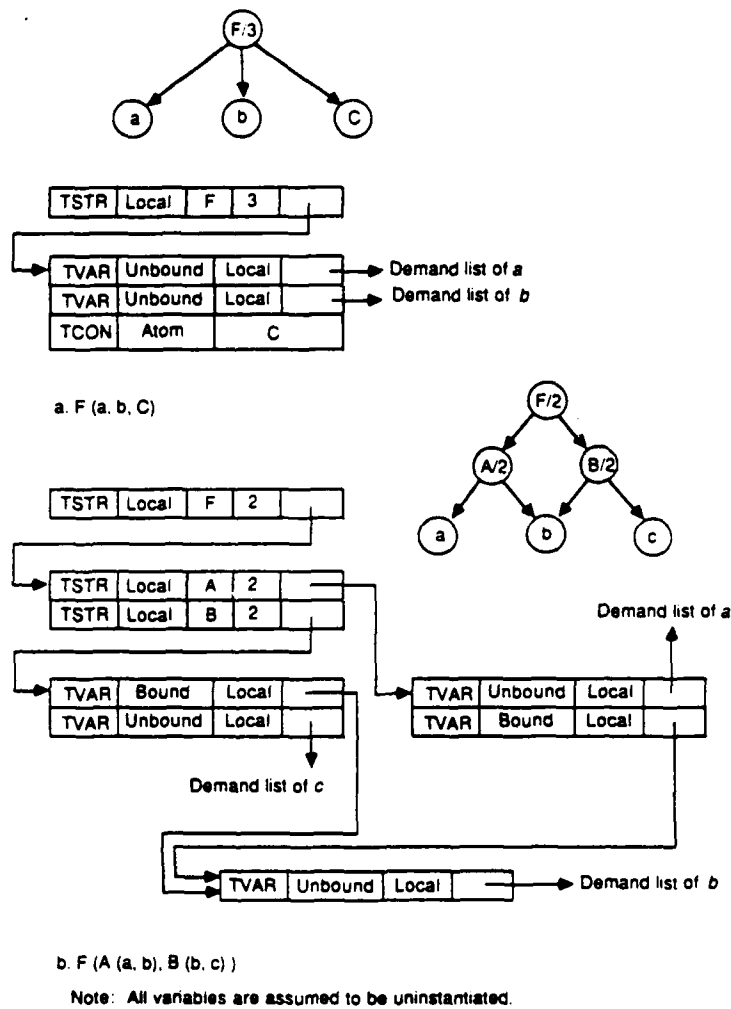 F/3
a b C
TSTR Local F 3
TVAR Unbound Local Demand list of a
TVAR Unbound Local Demand list of b
TCON Atom C
a. F (a, b, C)
F/2
A/2 B/2
a b c
TSTR Local F 2
TSTR Local A 2
TSTR Local B 2
Demand list of a
TVAR Bound Local
TVAR Unbound Local
Demand list of c
TVAR Unbound Local
TVAR Bound Local
TVAR Unbound Local Demand list of b
b. F (A (a, b), B (b, c) )
Note: All variables are assumed to be uninstantiated.